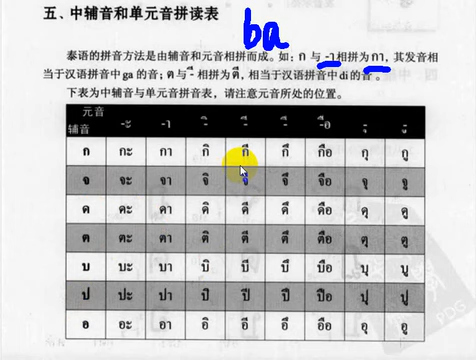 五、中辅音和单元音拼读表
ba
泰语的拼音方法是由辅音和元音相拼而成。如：ก 与 -า 相拼为 กา，其发音相
当于汉语拼音中 ga 的音；ด 与 -ี 相拼为 ดี，相当于汉语拼音中 di 的音。
下表为中辅音与单元音拼音表，请注意元音所处的位置。
元音
辅音 -ะ -า -ิ -ี -ึ -ือ -ุ -ู
ก กะ กา กิ กี กึ กือ กุ กู
จ จะ จา จิ จี จึ จือ จุ จู
ด ดะ ดา ดิ ดี ดึ ดือ ดุ ดู
ต ตะ ตา ติ ตี ตึ ตือ ตุ ตู
บ บะ บา บิ บี บึ บือ บุ บู
ป ปะ ปา ปิ ปี ปึ ปือ ปุ ปู
อ อะ อา อิ อี อึ อือ อุ อู
PDG